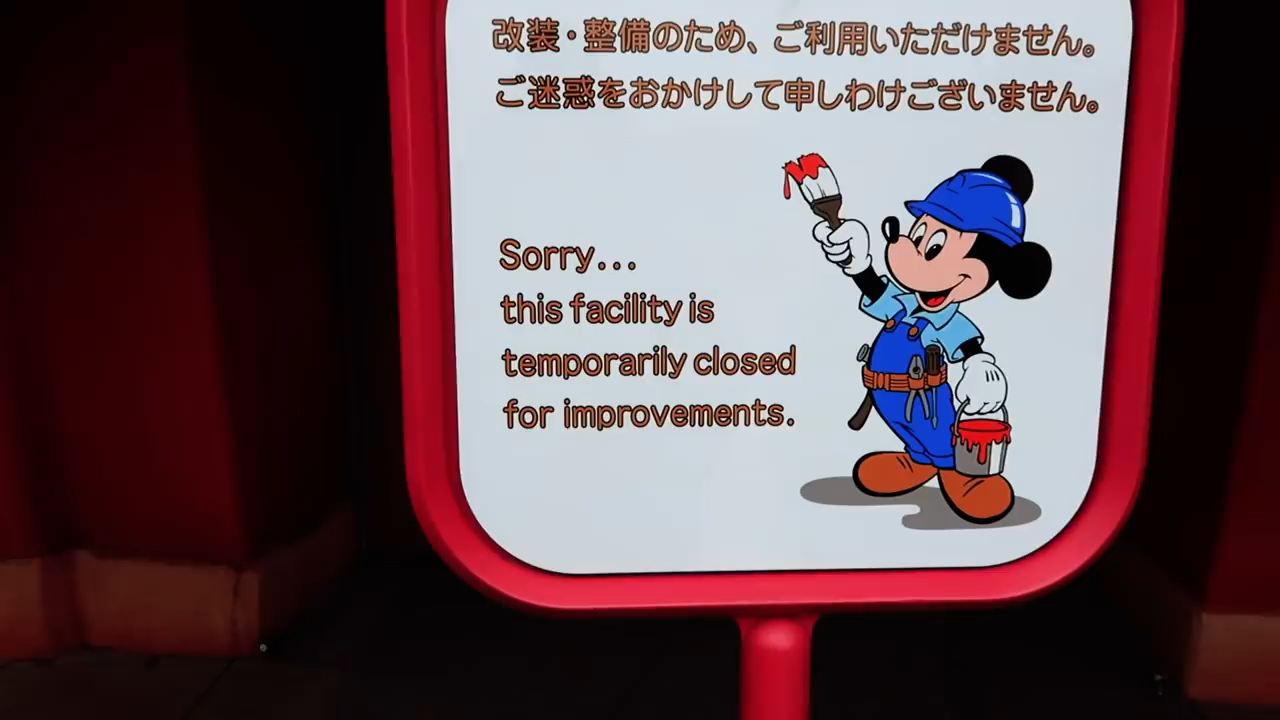 改装・整備のため、ご利用いただけません。
ご迷惑をおかけして申しわけございません。
Sorry...
this facility is
temporarily closed
for improvements.